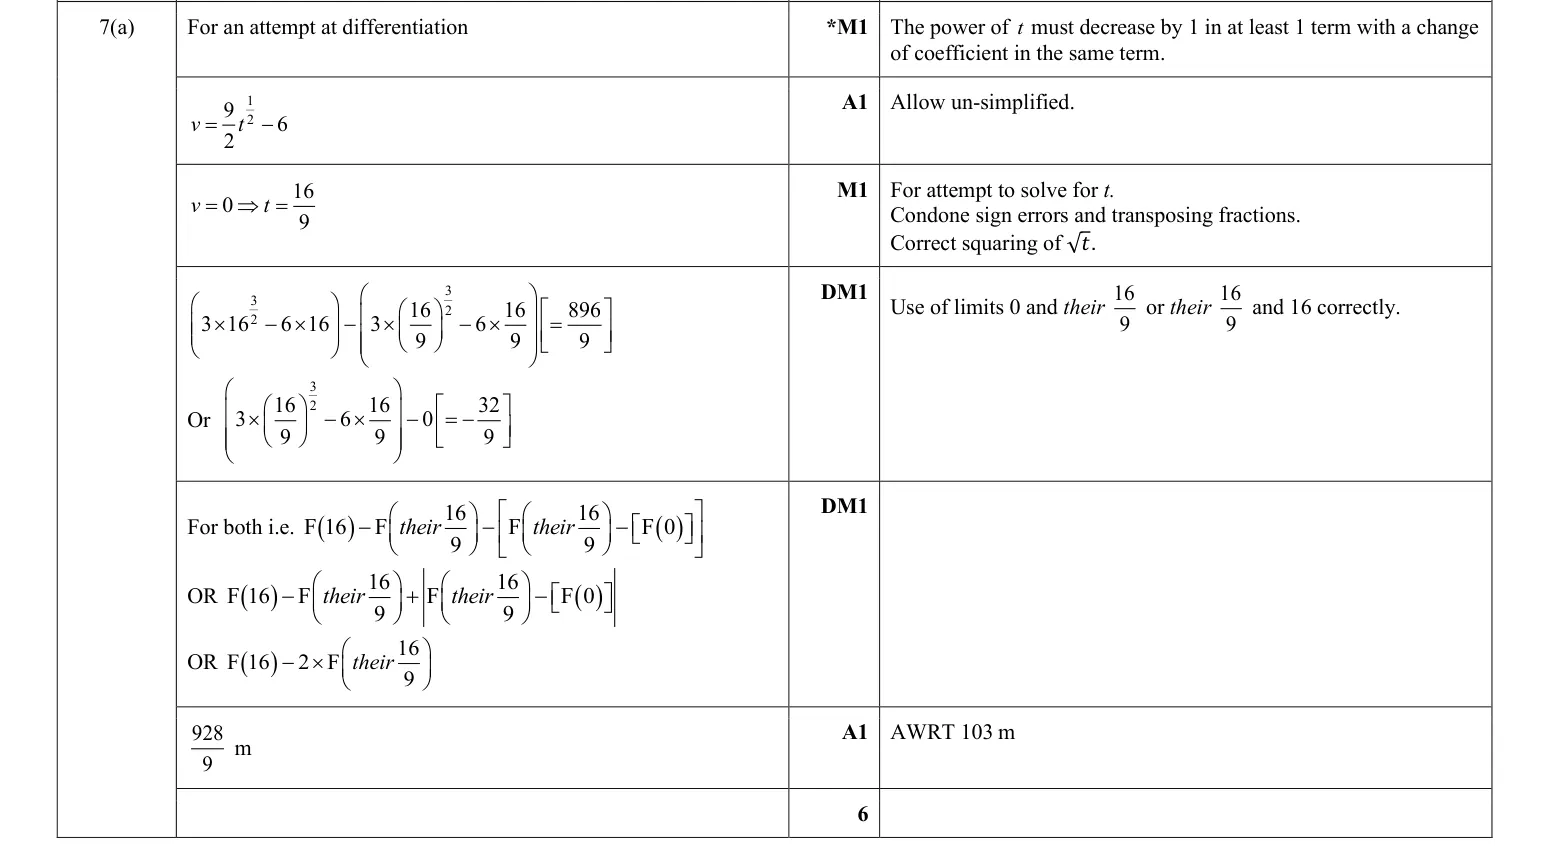 7(a) For an attempt at differentiation *M1 The power of t must decrease by 1 in at least 1 term with a change
of coefficient in the same term.
v = 9/2 t^(1/2) − 6 A1 Allow un-simplified.
v = 0 ⇒ t = 16/9 M1 For attempt to solve for t.
Condone sign errors and transposing fractions.
Correct squaring of √t.
(3×16^(3/2) − 6×16) − (3×(16/9)^(3/2) − 6×16/9) [= 896/9] DM1 Use of limits 0 and their 16/9 or their 16/9 and 16 correctly.
Or (3×(16/9)^(3/2) − 6×16/9) − 0 [= −32/9]
For both i.e. F(16) − F(their 16/9) − [F(their 16/9) − [F(0)]] DM1
OR F(16) − F(their 16/9) + |F(their 16/9) − [F(0)]|
OR F(16) − 2×F(their 16/9)
928/9 m A1 AWRT 103 m
6